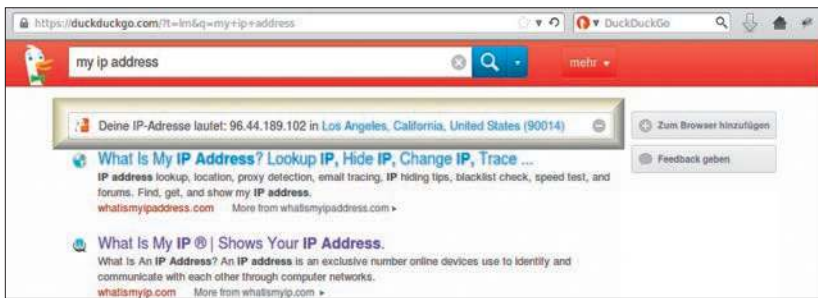 https://duckduckgo.com/?t=lm&q=my+ip+address
DuckDuckGo
my ip address
mehr
Deine IP-Adresse lautet: 96.44.189.102 in Los Angeles, California, United States (90014)
Zum Browser hinzufügen
Feedback geben
What Is My IP Address? Lookup IP, Hide IP, Change IP, Trace ...
IP address lookup, location, proxy detection, email tracing, IP hiding tips, blacklist check, speed test, and
forums. Find, get, and show my IP address.
whatismyipaddress.com More from whatismyipaddress.com
What Is My IP ® | Shows Your IP Address.
What Is An IP Address? An IP address is an exclusive number online devices use to identify and
communicate with each other through computer networks.
whatismyip.com More from whatismyip.com